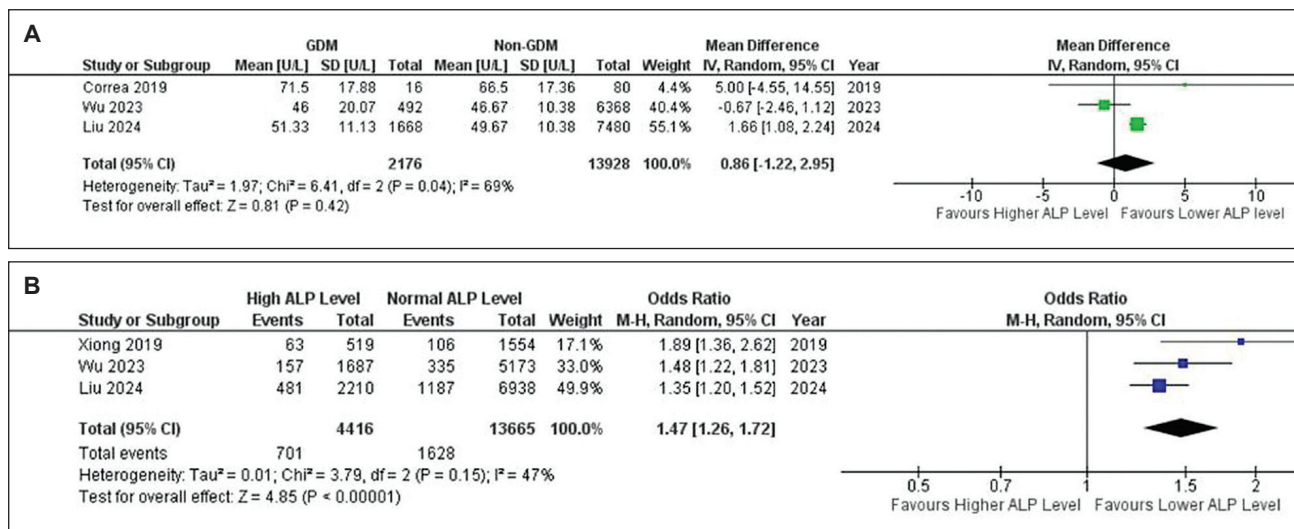 A
GDM Non-GDM Mean Difference Mean Difference
Study or Subgroup Mean [U/L] SD [U/L] Total Mean [U/L] SD [U/L] Total Weight IV, Random, 95% CI Year IV, Random, 95% CI
Correa 2019 71.5 17.88 16 66.5 17.36 80 4.4% 5.00 [-4.55, 14.55] 2019
Wu 2023 46 20.07 492 46.67 10.38 6368 40.4% -0.67 [-2.46, 1.12] 2023
Liu 2024 51.33 11.13 1668 49.67 10.38 7480 55.1% 1.66 [1.08, 2.24] 2024
Total (95% CI) 2176 13928 100.0% 0.86 [-1.22, 2.95]
Heterogeneity: Tau² = 1.97; Chi² = 6.41, df = 2 (P = 0.04); I² = 69%
Test for overall effect: Z = 0.81 (P = 0.42)
-10 -5 0 5 10
Favours Higher ALP Level Favours Lower ALP level
B
High ALP Level Normal ALP Level Odds Ratio Odds Ratio
Study or Subgroup Events Total Events Total Weight M-H, Random, 95% CI Year M-H, Random, 95% CI
Xiong 2019 63 519 106 1554 17.1% 1.89 [1.36, 2.62] 2019
Wu 2023 157 1687 335 5173 33.0% 1.48 [1.22, 1.81] 2023
Liu 2024 481 2210 1187 6938 49.9% 1.35 [1.20, 1.52] 2024
Total (95% CI) 4416 13665 100.0% 1.47 [1.26, 1.72]
Total events 701 1628
Heterogeneity: Tau² = 0.01; Chi² = 3.79, df = 2 (P = 0.15); I² = 47%
Test for overall effect: Z = 4.85 (P < 0.00001)
0.5 0.7 1 1.5 2
Favours Higher ALP Level Favours Lower ALP Level